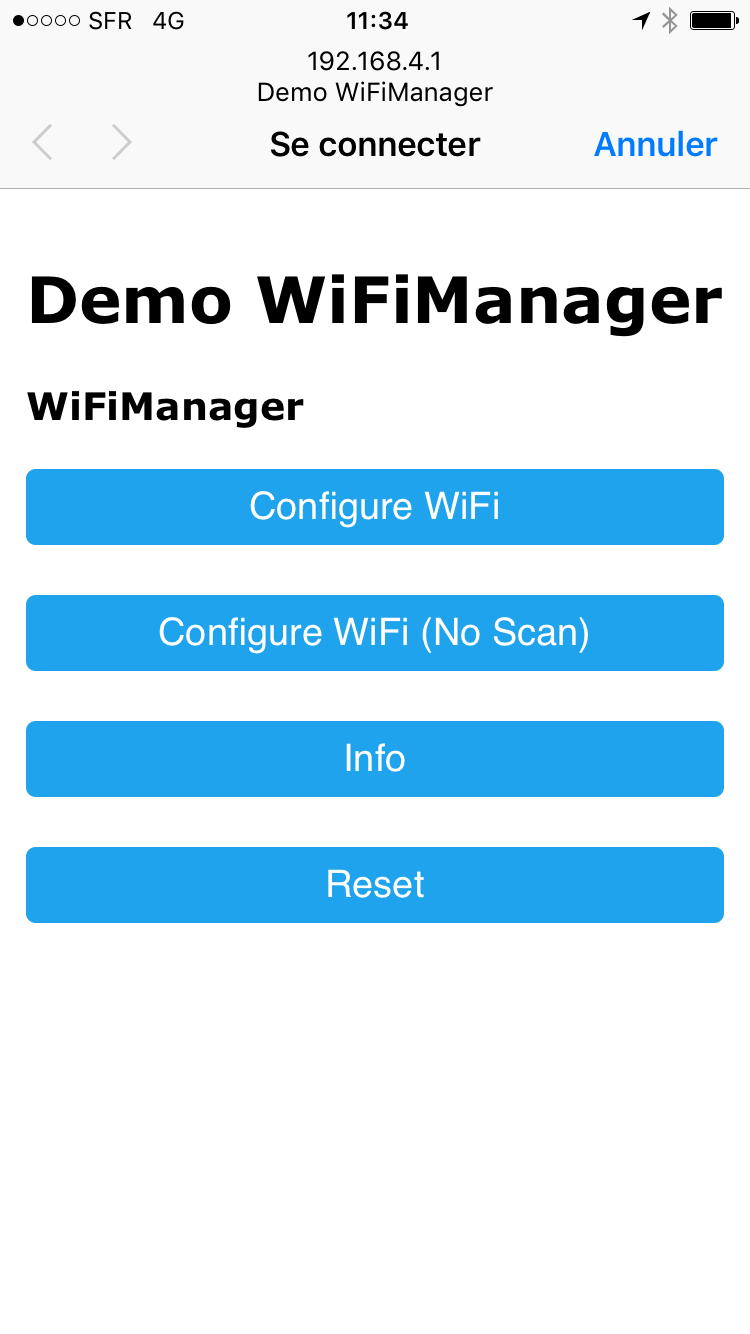 SFR 4G 11:34
192.168.4.1
Demo WiFiManager
Se connecter Annuler
Demo WiFiManager
WiFiManager
Configure WiFi
Configure WiFi (No Scan)
Info
Reset